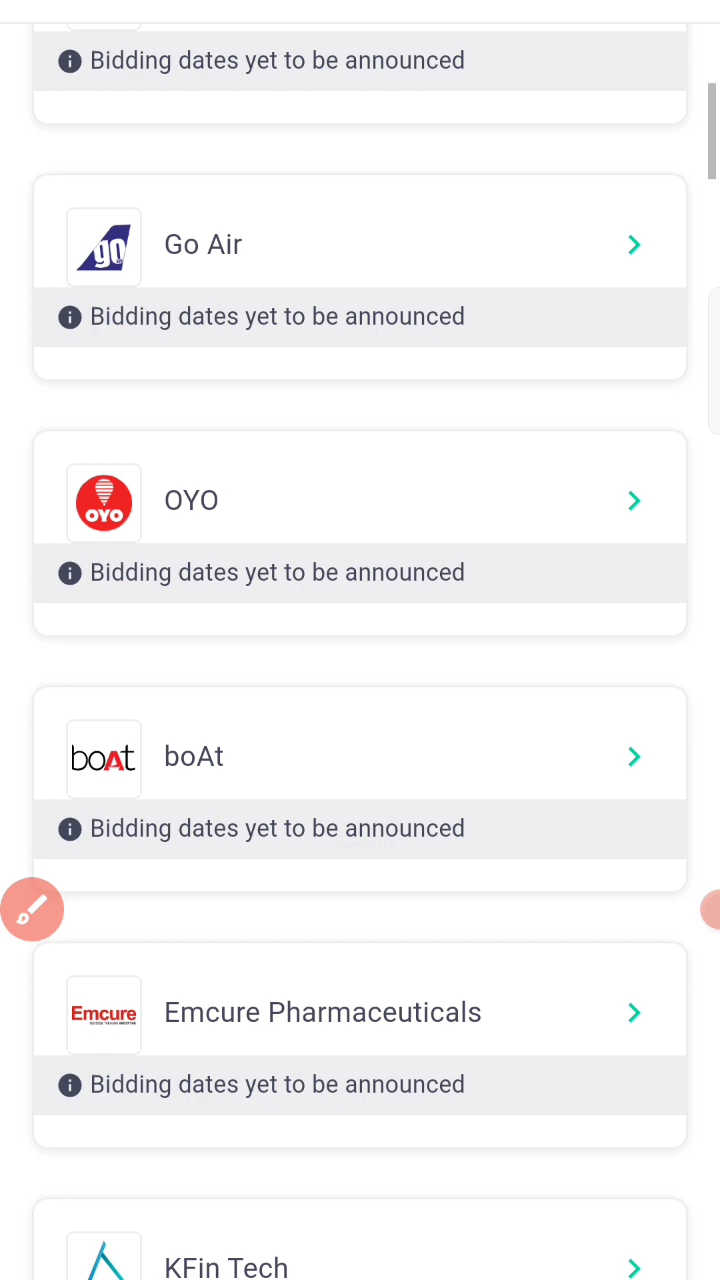 Bidding dates yet to be announced
go
Go Air
Bidding dates yet to be announced
OYO
OYO
Bidding dates yet to be announced
boAt
boAt
Bidding dates yet to be announced
Emcure
Emcure Pharmaceuticals
Bidding dates yet to be announced
KFin Tech